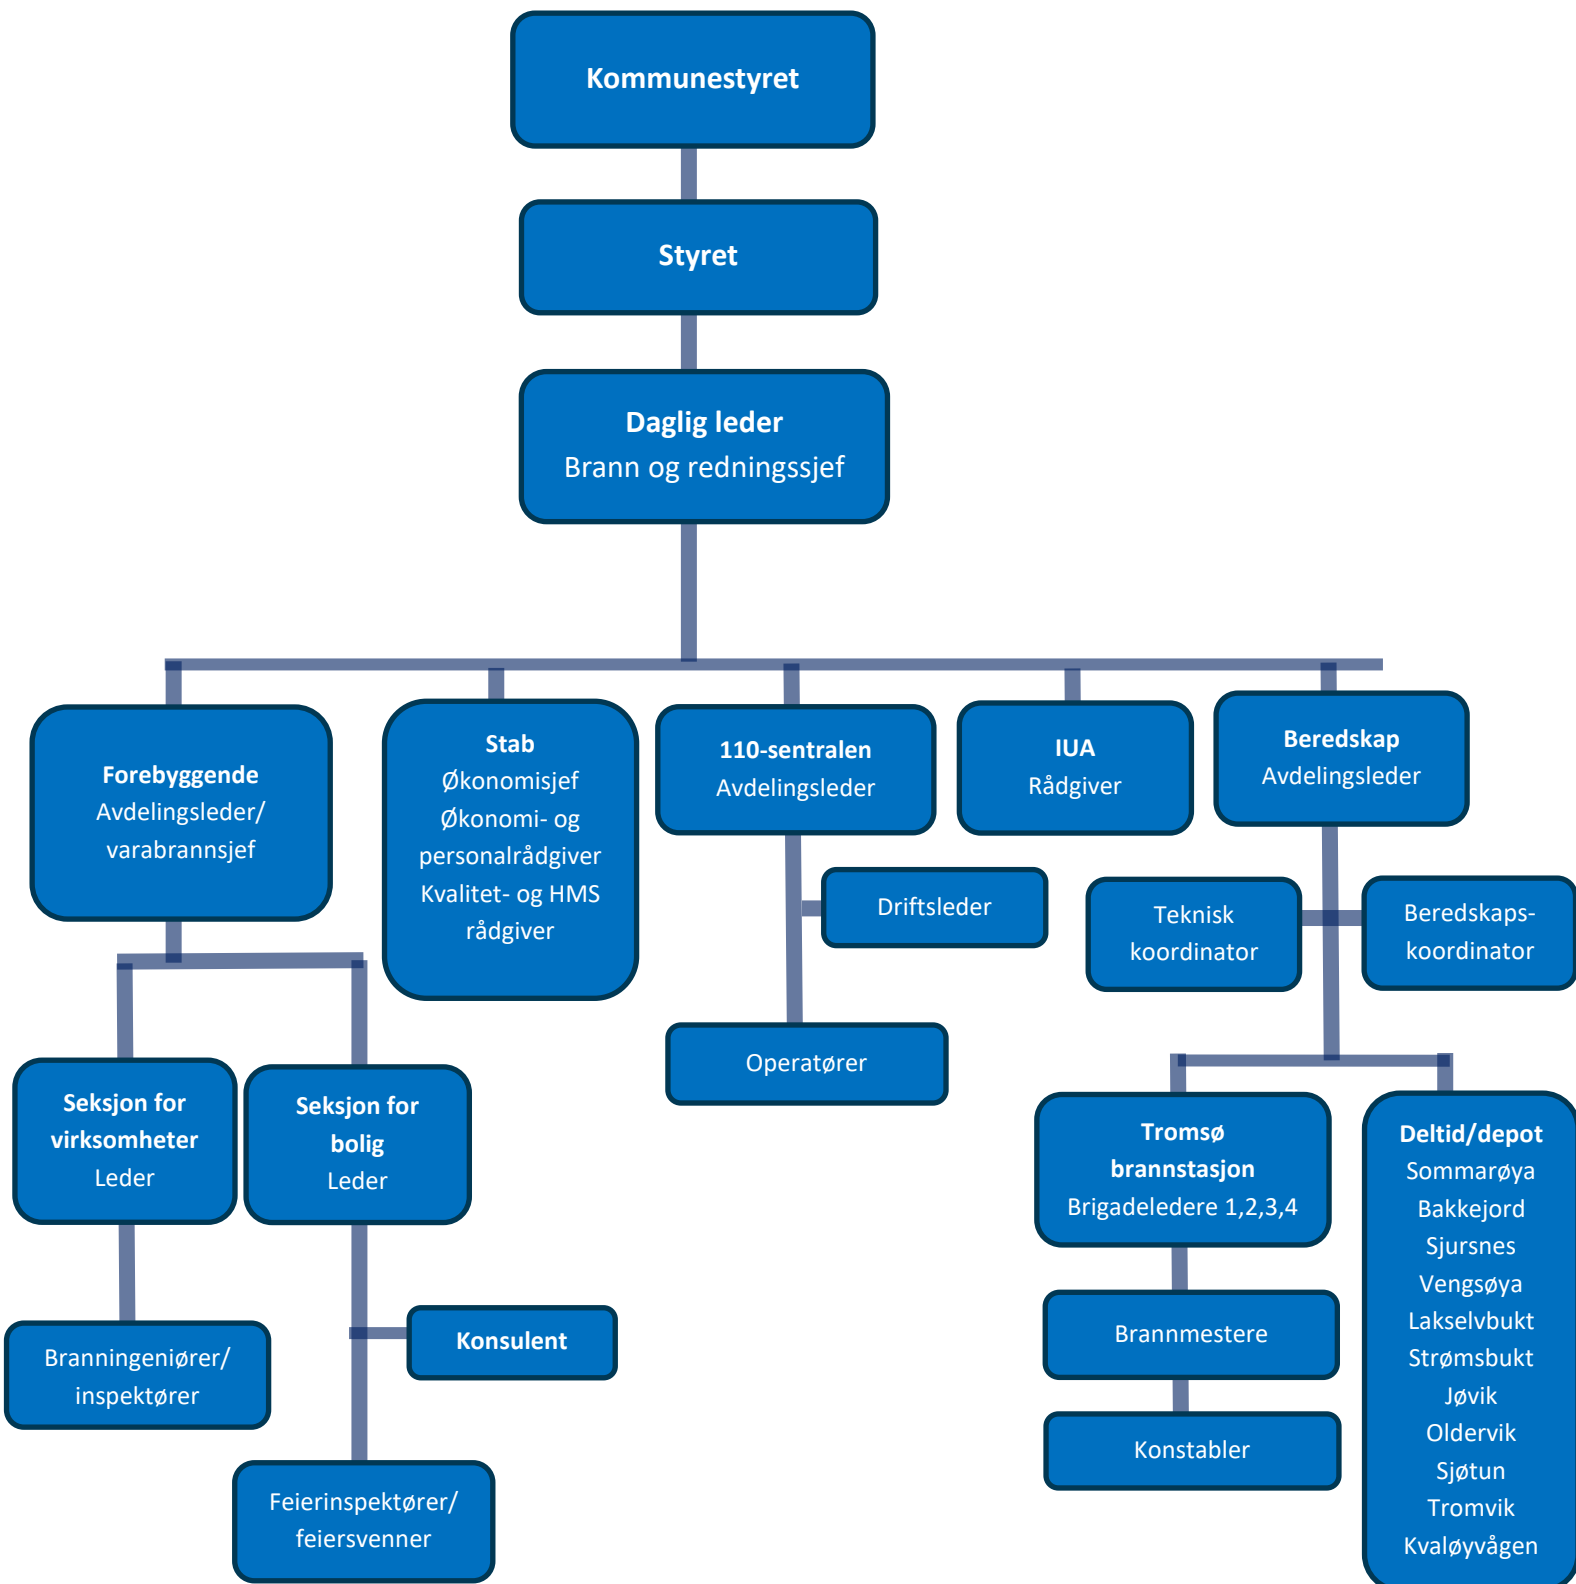 Kommunestyret
Styret
Daglig leder
Brann og redningssjef
Forebyggende
Avdelingsleder/
varabrannsjef
Stab
Økonomisjef
Økonomi- og
personalrådgiver
Kvalitet- og HMS
rådgiver
110-sentralen
Avdelingsleder
IUA
Rådgiver
Beredskap
Avdelingsleder
Driftsleder
Teknisk
koordinator
Beredskaps-
koordinator
Operatører
Seksjon for
virksomheter
Leder
Seksjon for
bolig
Leder
Tromsø
brannstasjon
Brigadeledere 1,2,3,4
Deltid/depot
Sommarøya
Bakkejord
Sjursnes
Vengsøya
Lakselvbukt
Strømsbukt
Jøvik
Oldervik
Sjøtun
Tromvik
Kvaløyvågen
Branningeniører/
inspektører
Konsulent
Brannmestere
Konstabler
Feierinspektører/
feiersvenner